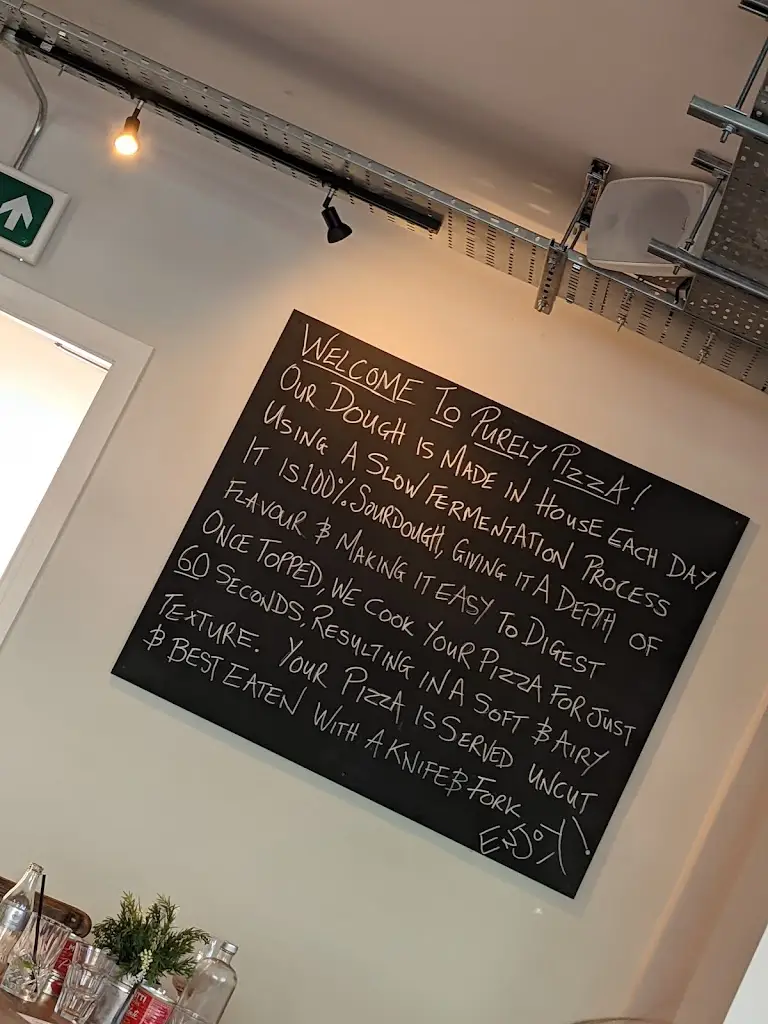 WELCOME TO PURELY PIZZA!
OUR DOUGH IS MADE IN HOUSE EACH DAY
USING A SLOW FERMENTATION PROCESS
IT IS 100% SOURDOUGH, GIVING IT A DEPTH OF
FLAVOUR & MAKING IT EASY TO DIGEST
ONCE TOPPED, WE COOK YOUR PIZZA FOR JUST
60 SECONDS, RESULTING IN A SOFT & AIRY
TEXTURE. YOUR PIZZA IS SERVED UNCUT
& BEST EATEN WITH A KNIFE & FORK